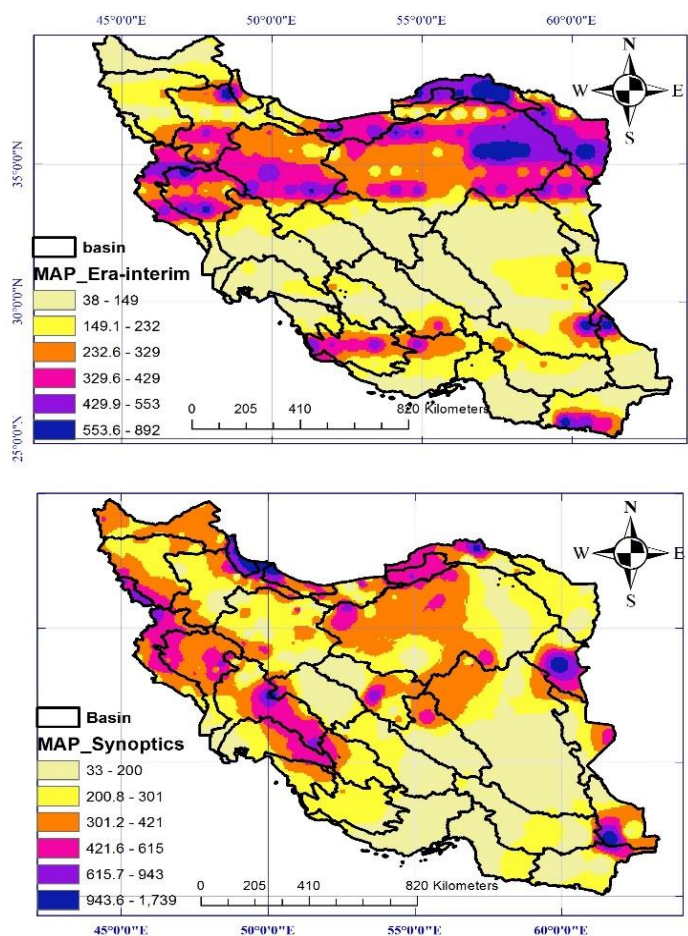 45°0'0"E 50°0'0"E 55°0'0"E 60°0'0"E
N
W E
S
35°0'0"N
30°0'0"N
25°0'0"N
basin
MAP_Era-interim
38 - 149
149.1 - 232
232.6 - 329
329.6 - 429
429.9 - 553
553.6 - 892
0 205 410 820 Kilometers
N
W E
S
Basin
MAP_Synoptics
33 - 200
200.8 - 301
301.2 - 421
421.6 - 615
615.7 - 943
943.6 - 1,739
0 205 410 820 Kilometers
45°0'0"E 50°0'0"E 55°0'0"E 60°0'0"E